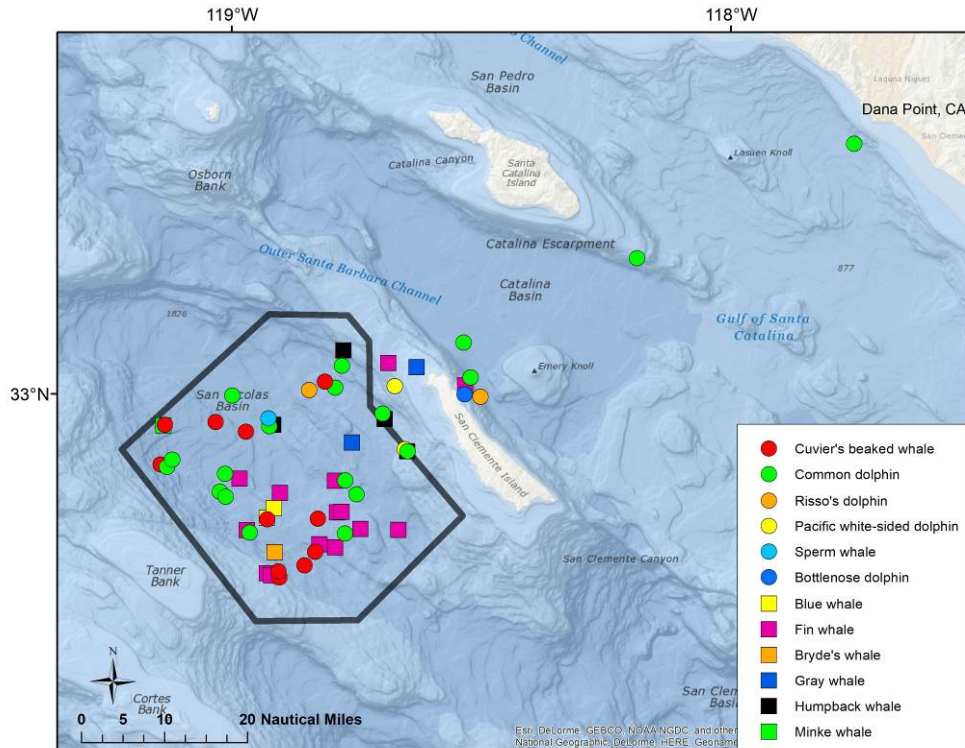 119°W
118°W
Channel
San Pedro
Basin
Laguna Niguel
Dana Point, CA
San Clemen
Lasuen Knoll
Catalina Canyon
Santa
Catalina
Island
Osborn
Bank
Catalina Escarpment
Outer Santa Barbara
Channel
Catalina
Basin
877
1826
Gulf of Santa
Catalina
Emery Knoll
33°N
33°N
San Nicolas
Basin
San Clemente Island
San Clemente Canyon
Tanner
Bank
Cortes
Bank
San Clem
Basin
N
0 5 10 20 Nautical Miles
Cuvier's beaked whale
Common dolphin
Risso's dolphin
Pacific white-sided dolphin
Sperm whale
Bottlenose dolphin
Blue whale
Fin whale
Bryde's whale
Gray whale
Humpback whale
Minke whale
Esri, DeLorme, GEBCO, NOAA NGDC, and other
National Geographic, DeLorme, HERE, Geoname